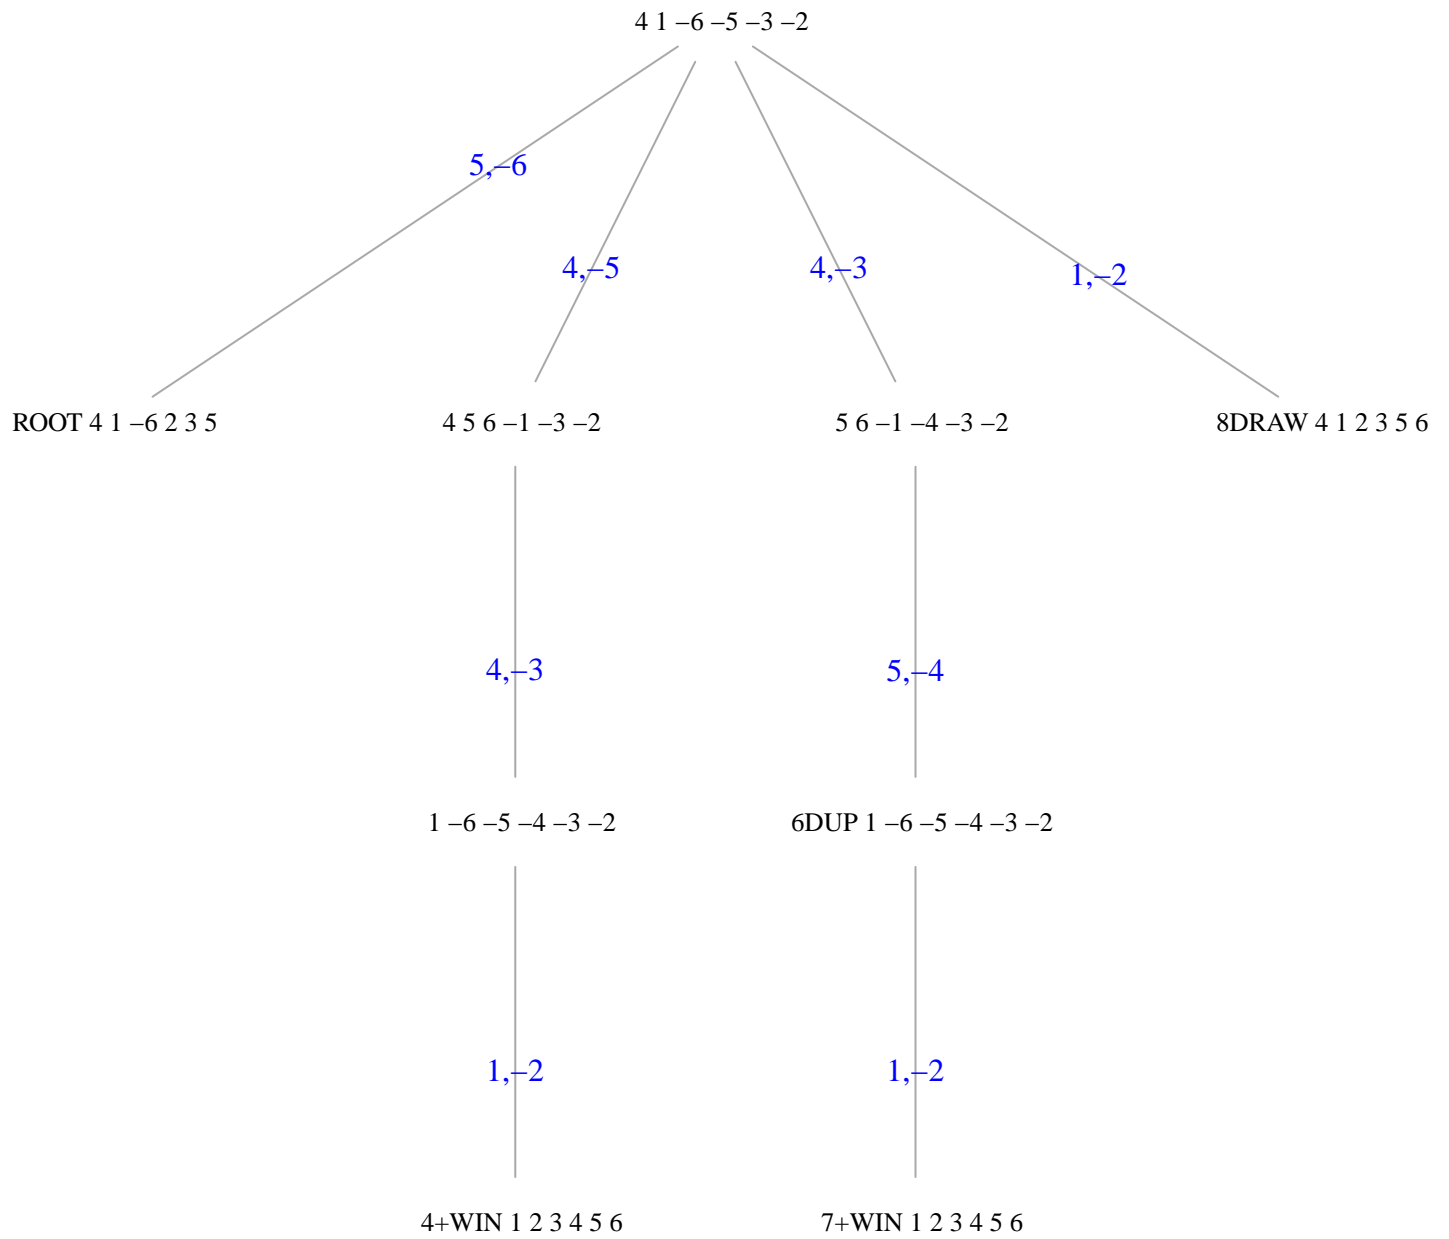 4 1 –6 –5 –3 –2
5,–6
4,–5
4,–3
1,–2
ROOT 4 1 –6 2 3 5
4 5 6 –1 –3 –2
5 6 –1 –4 –3 –2
8DRAW 4 1 2 3 5 6
4,–3
5,–4
1 –6 –5 –4 –3 –2
6DUP 1 –6 –5 –4 –3 –2
1,–2
1,–2
4+WIN 1 2 3 4 5 6
7+WIN 1 2 3 4 5 6